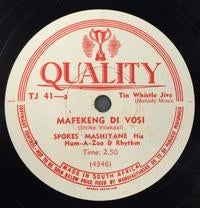 QUALITY
TJ 41—a
Tin Whistle Jive
(Melody Music
MAFEKENG DI VOSI
(Strike Vilakazi)
SPOKES MASHIYANE His
Hum-A-Zoo & Rhythm
Time: 2.50
(4346)
MADE IN SOUTH AFRICA